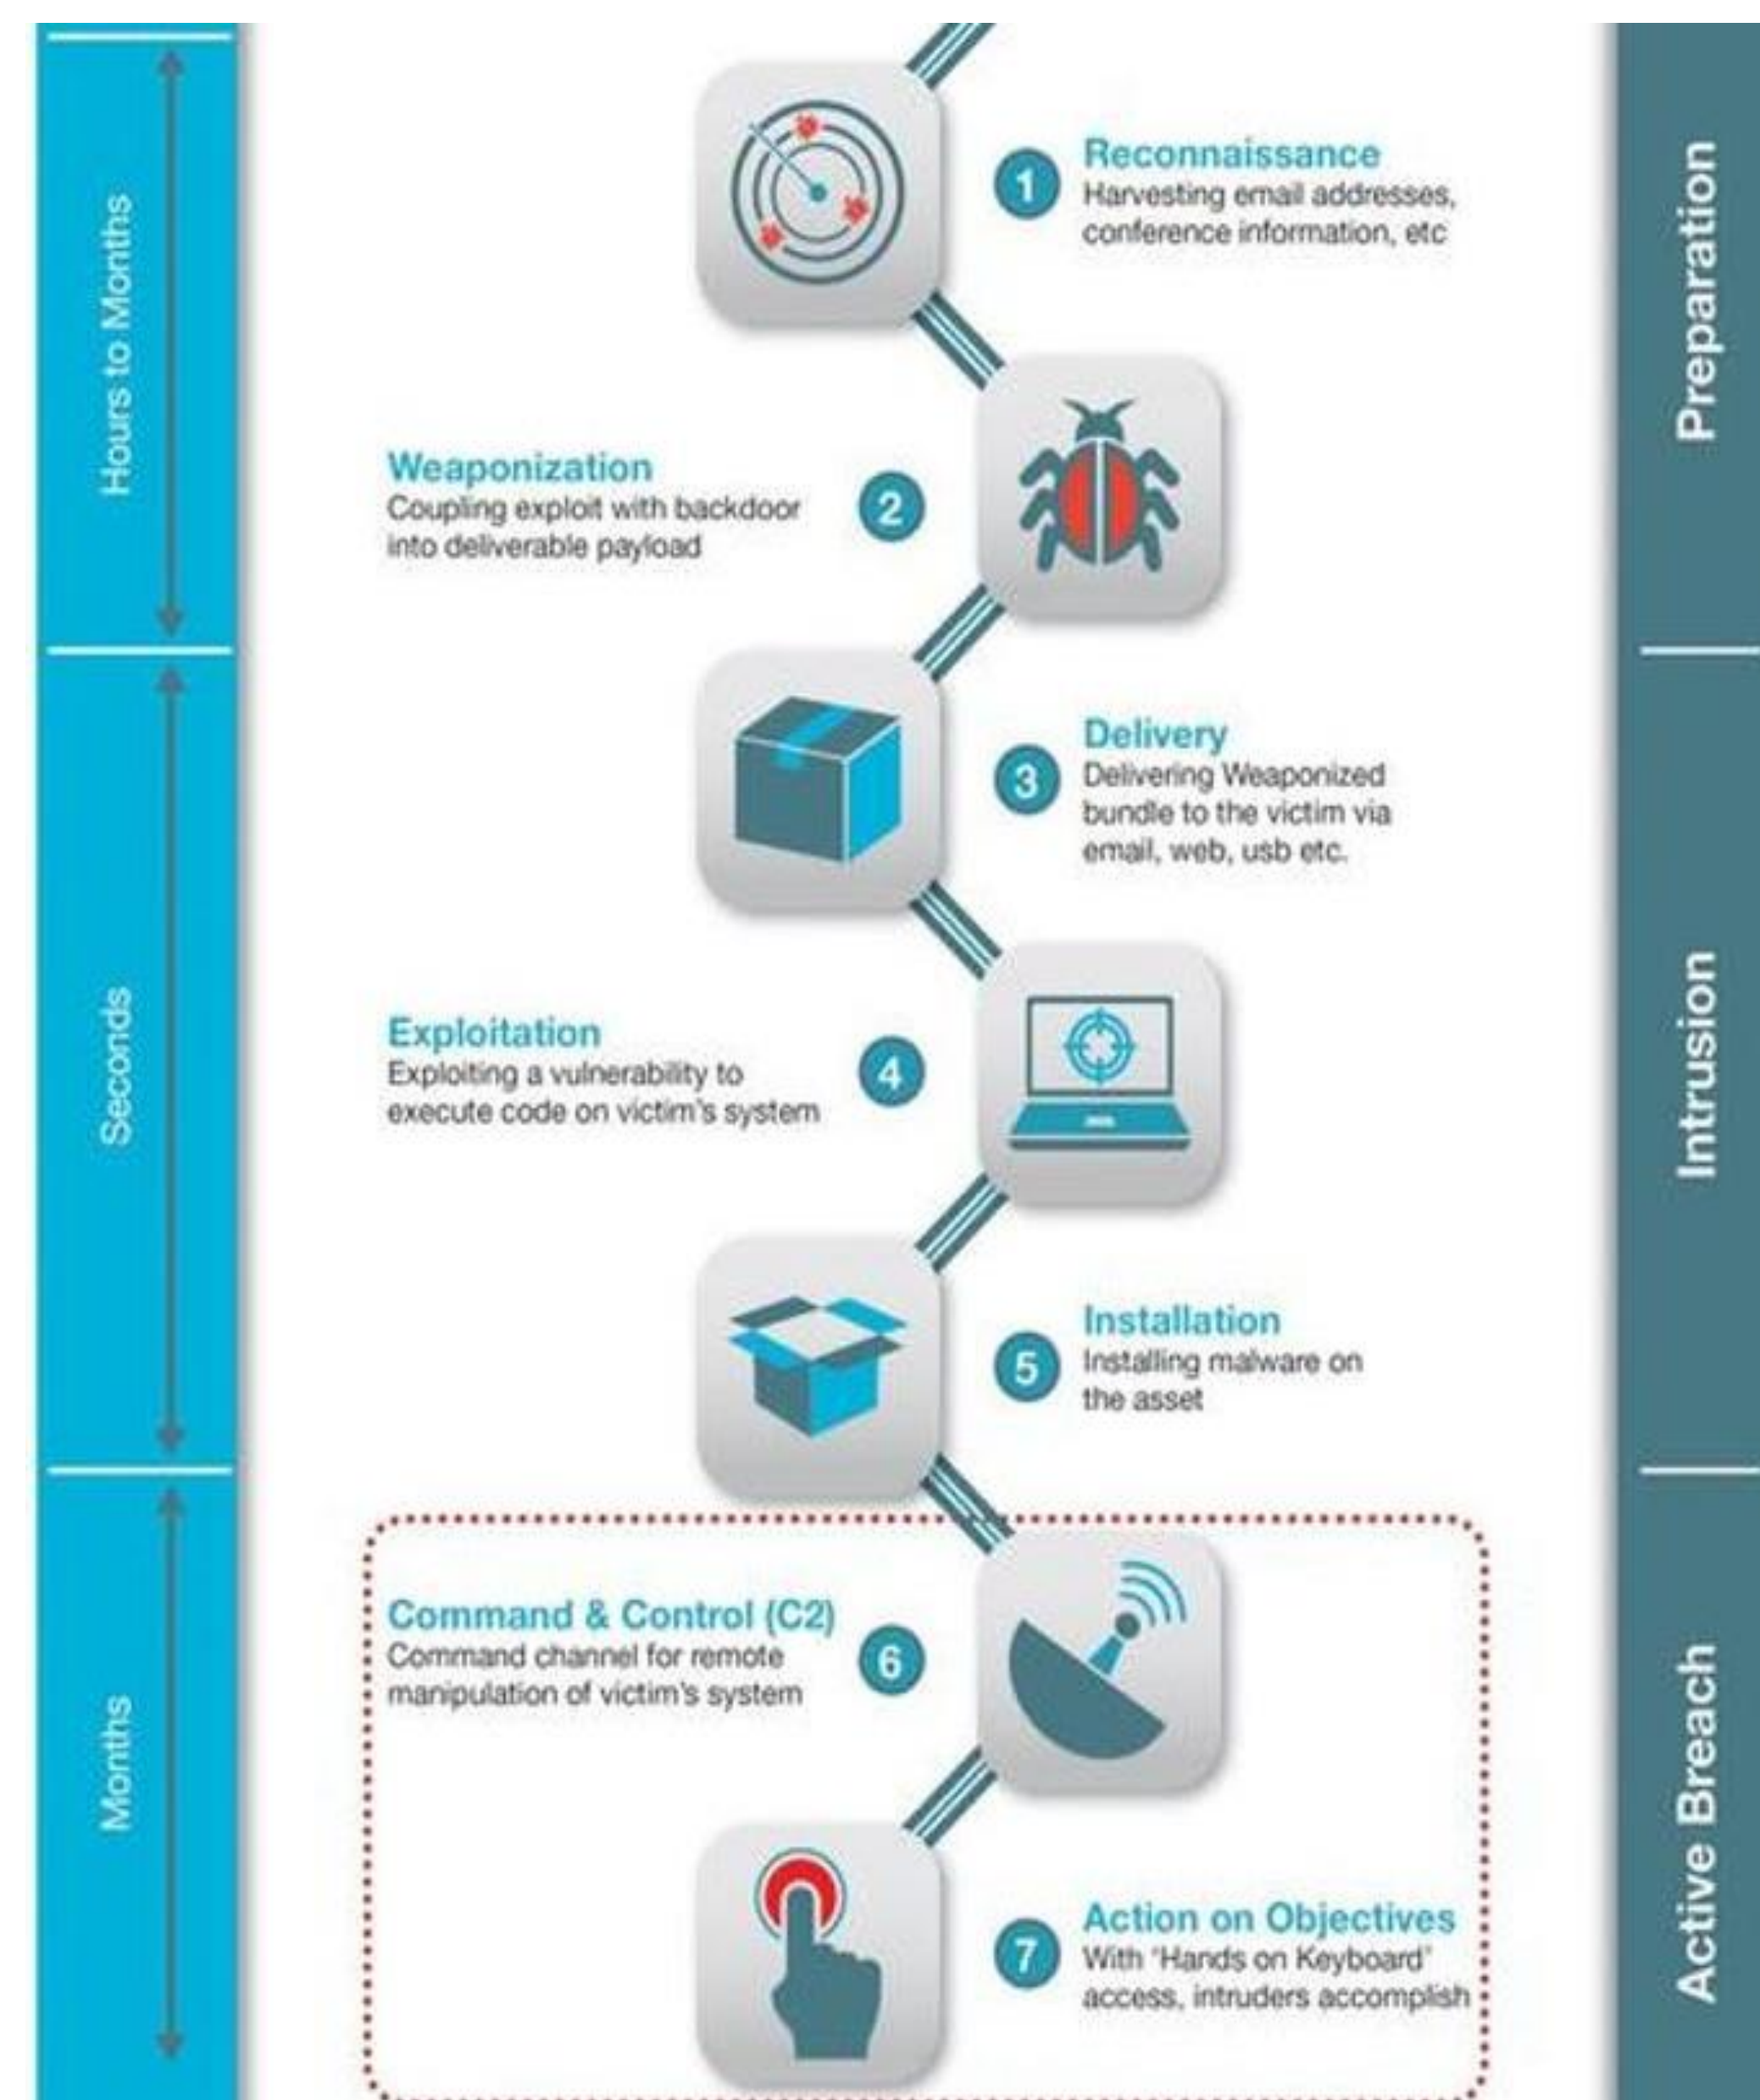 Hours to Months
Preparation
1
Reconnaissance
Harvesting email addresses,
conference information, etc
Weaponization
Coupling exploit with backdoor
into deliverable payload
2
Seconds
Intrusion
3
Delivery
Delivering Weaponized
bundle to the victim via
email, web, usb etc.
Exploitation
Exploiting a vulnerability to
execute code on victim's system
4
5
Installation
Installing malware on
the asset
Months
Active Breach
Command & Control (C2)
Command channel for remote
manipulation of victim's system
6
7
Action on Objectives
With 'Hands on Keyboard'
access, intruders accomplish